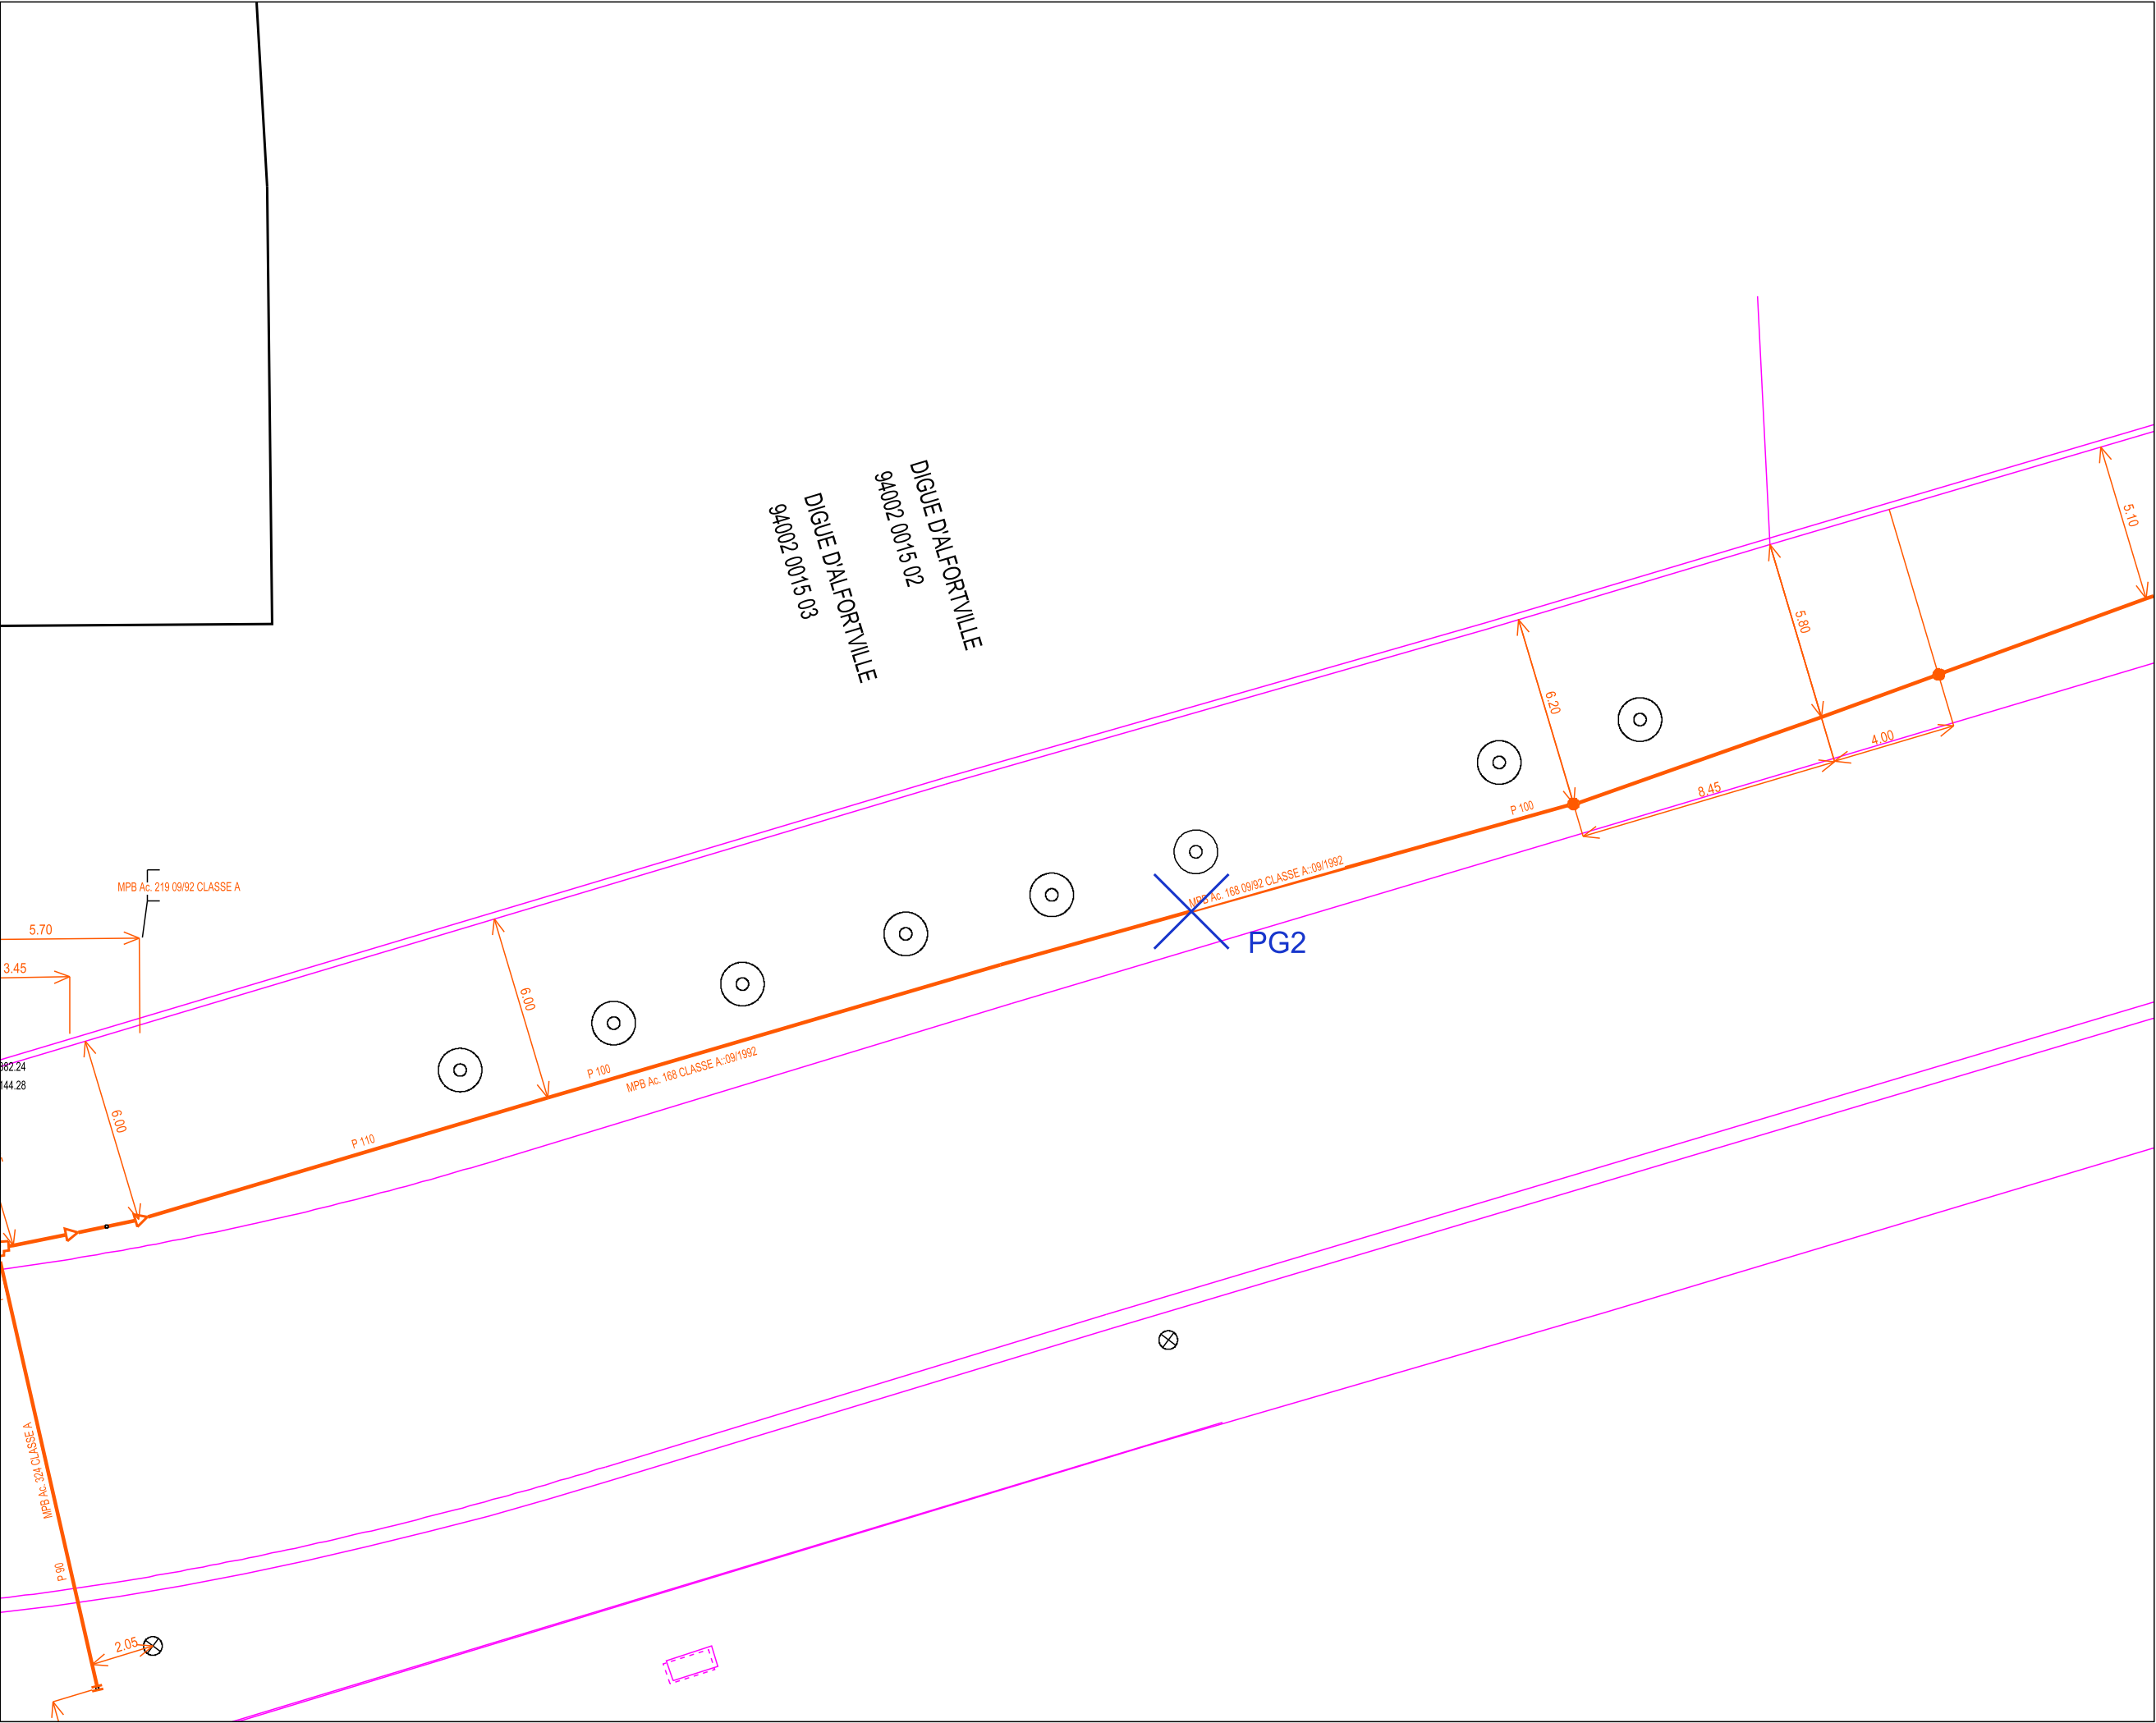 DIGUE D'ALFORTVILLE
94002 0015 02
DIGUE D'ALFORTVILLE
94002 0015 03
5.10
5.80
6.20
4.00
8.45
P 100
MPB Ac. 168 09/92 CLASSE A::09/1992
PG2
MPB Ac. 219 09/92 CLASSE A
5.70
3.45
6.00
P 100
MPB Ac. 168 CLASSE A::09/1992
144.28
6.00
P 110
MPB Ac. 324 CLASSE A
P 90
2.05